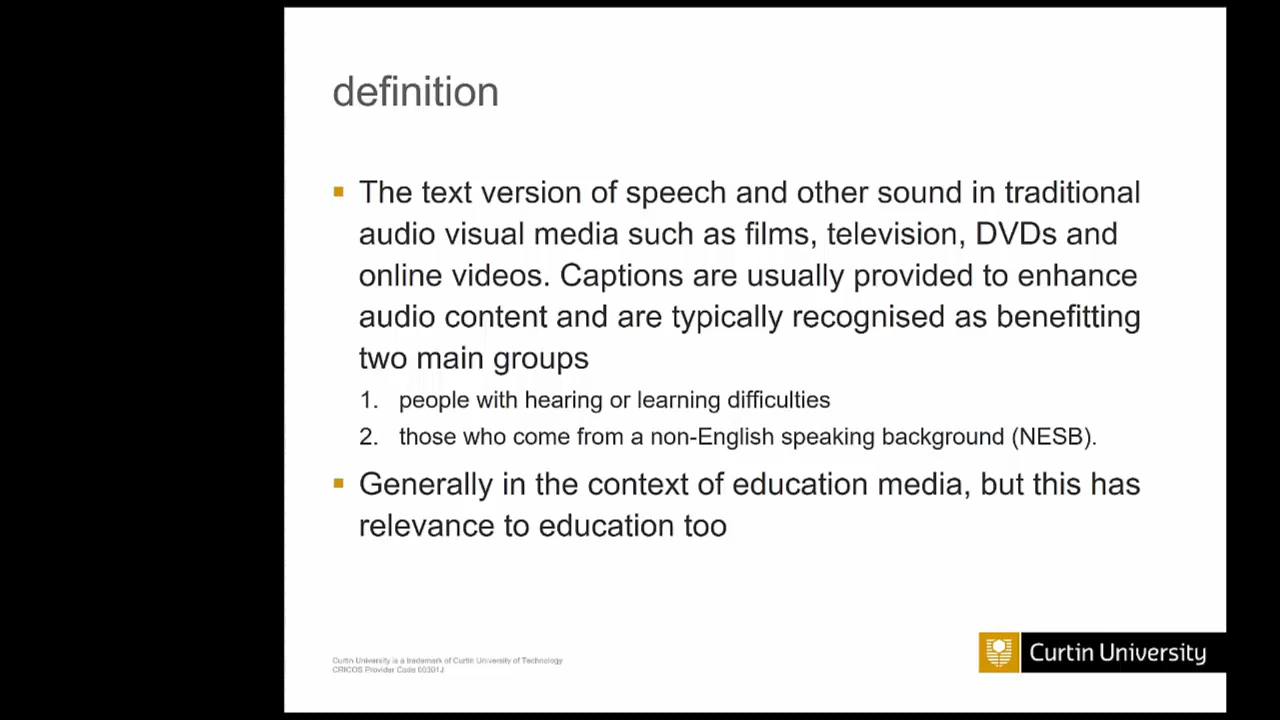 definition
▪ The text version of speech and other sound in traditional
audio visual media such as films, television, DVDs and
online videos. Captions are usually provided to enhance
audio content and are typically recognised as benefitting
two main groups
1. people with hearing or learning difficulties
2. those who come from a non-English speaking background (NESB).
▪ Generally in the context of education media, but this has
relevance to education too
Curtin University is a trademark of Curtin University of Technology
CRICOS Provider Code 00301J
Curtin University